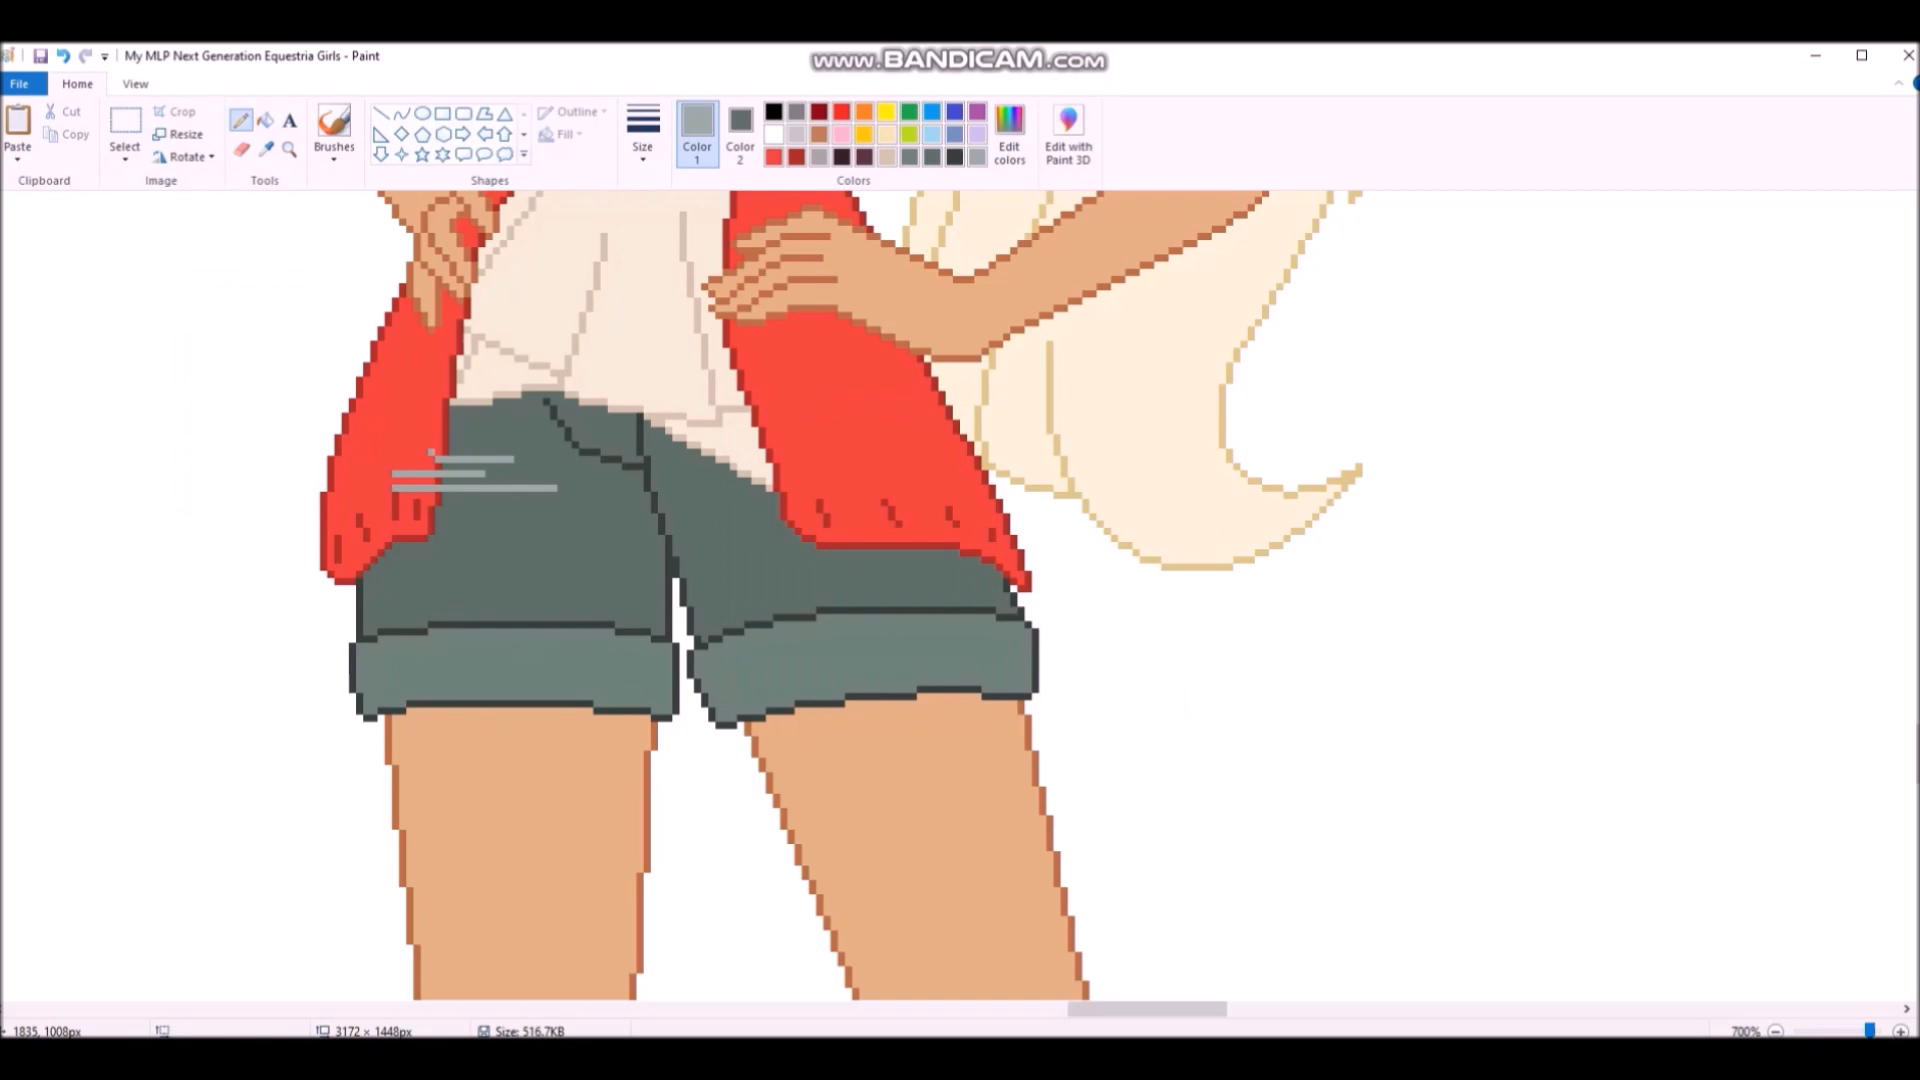 My MLP Next Generation Equestria Girls - Paint
www.BANDICAM.com
File Home View
Paste
Cut
Copy
Clipboard
Select
Crop
Resize
Rotate
Image
A
Tools
Brushes
Shapes
Outline
Fill
Size
Color 1
Color 2
Colors
Edit colors
Edit with Paint 3D
1835, 1008px
3172 × 1448px
Size: 516.7KB
700%